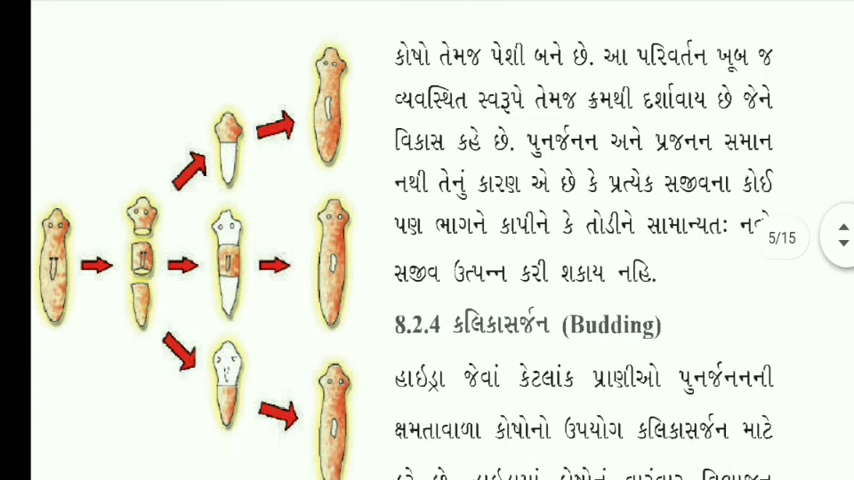 કોષો તેમજ પેશી બને છે. આ પરિવર્તન ખૂબ જ
વ્યવસ્થિત સ્વરૂપે તેમજ ક્રમથી દર્શાવાય છે જેને
વિકાસ કહે છે. પુનર્જનન અને પ્રજનન સમાન
નથી તેનું કારણ એ છે કે પ્રત્યેક સજીવના કોઈ
પણ ભાગને કાપીને કે તોડીને સામાન્યતઃ
5/15
સજીવ ઉત્પન્ન કરી શકાય નહિ.
8.2.4 કલિકાસર્જન (Budding)
હાઇડ્રા જેવાં કેટલાંક પ્રાણીઓ પુનર્જનનની
ક્ષમતાવાળા કોષોનો ઉપયોગ કલિકાસર્જન માટે